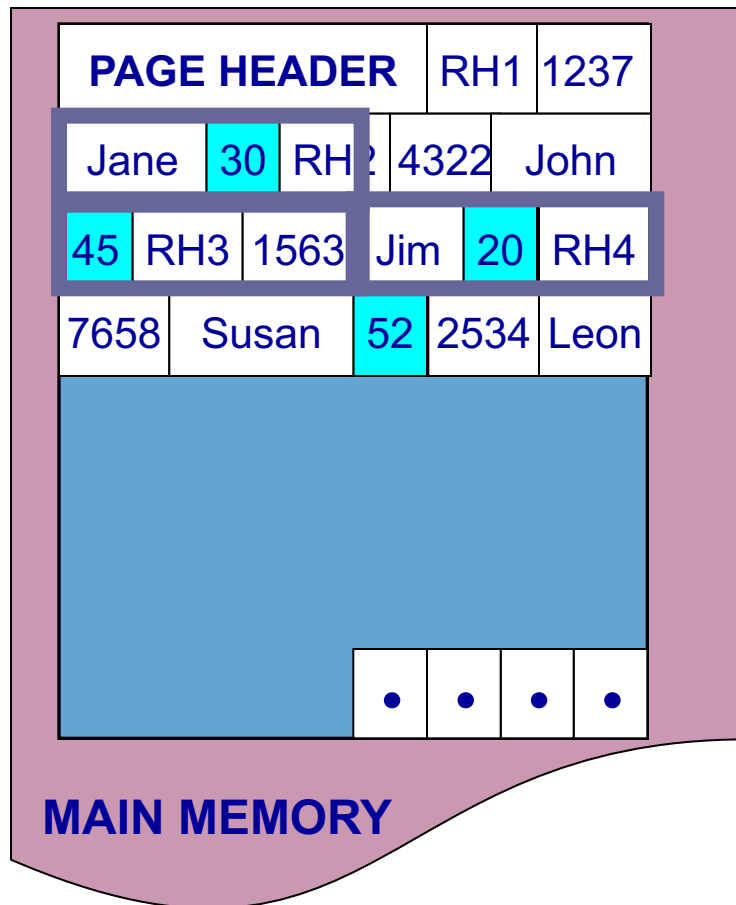 PAGE HEADER RH1 1237
Jane 30 RH2 4322 John
45 RH3 1563 Jim 20 RH4
7658 Susan 52 2534 Leon
• • • •
MAIN MEMORY